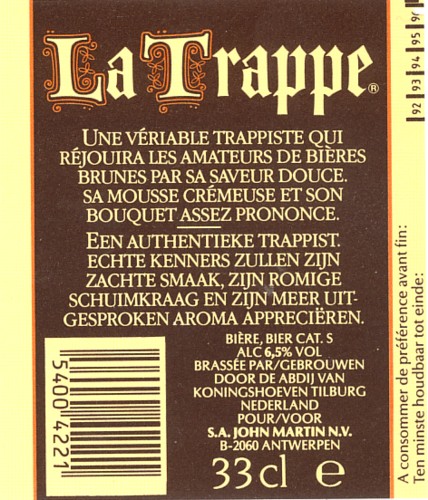 La Trappe®
UNE VÉRIABLE TRAPPISTE QUI
RÉJOUIRA LES AMATEURS DE BIÈRES
BRUNES PAR SA SAVEUR DOUCE.
SA MOUSSE CRÉMEUSE ET SON
BOUQUET ASSEZ PRONONCE.
EEN AUTHENTIEKE TRAPPIST.
ECHTE KENNERS ZULLEN ZIJN
ZACHTE SMAAK, ZIJN ROMIGE
SCHUIMKRAAG EN ZIJN MEER UIT-
GESPROKEN AROMA APPRECIËREN.
BIÈRE, BIER CAT. S
ALC 6,5% VOL
BRASSÉE PAR/GEBROUWEN
DOOR DE ABDIJ VAN
KONINGSHOEVEN TILBURG
NEDERLAND
POUR/VOOR
S.A. JOHN MARTIN N.V.
B-2060 ANTWERPEN
33 cl e
54004221
92 93 94 95
A consommer de préférence avant fin:
Ten minste houdbaar tot einde: